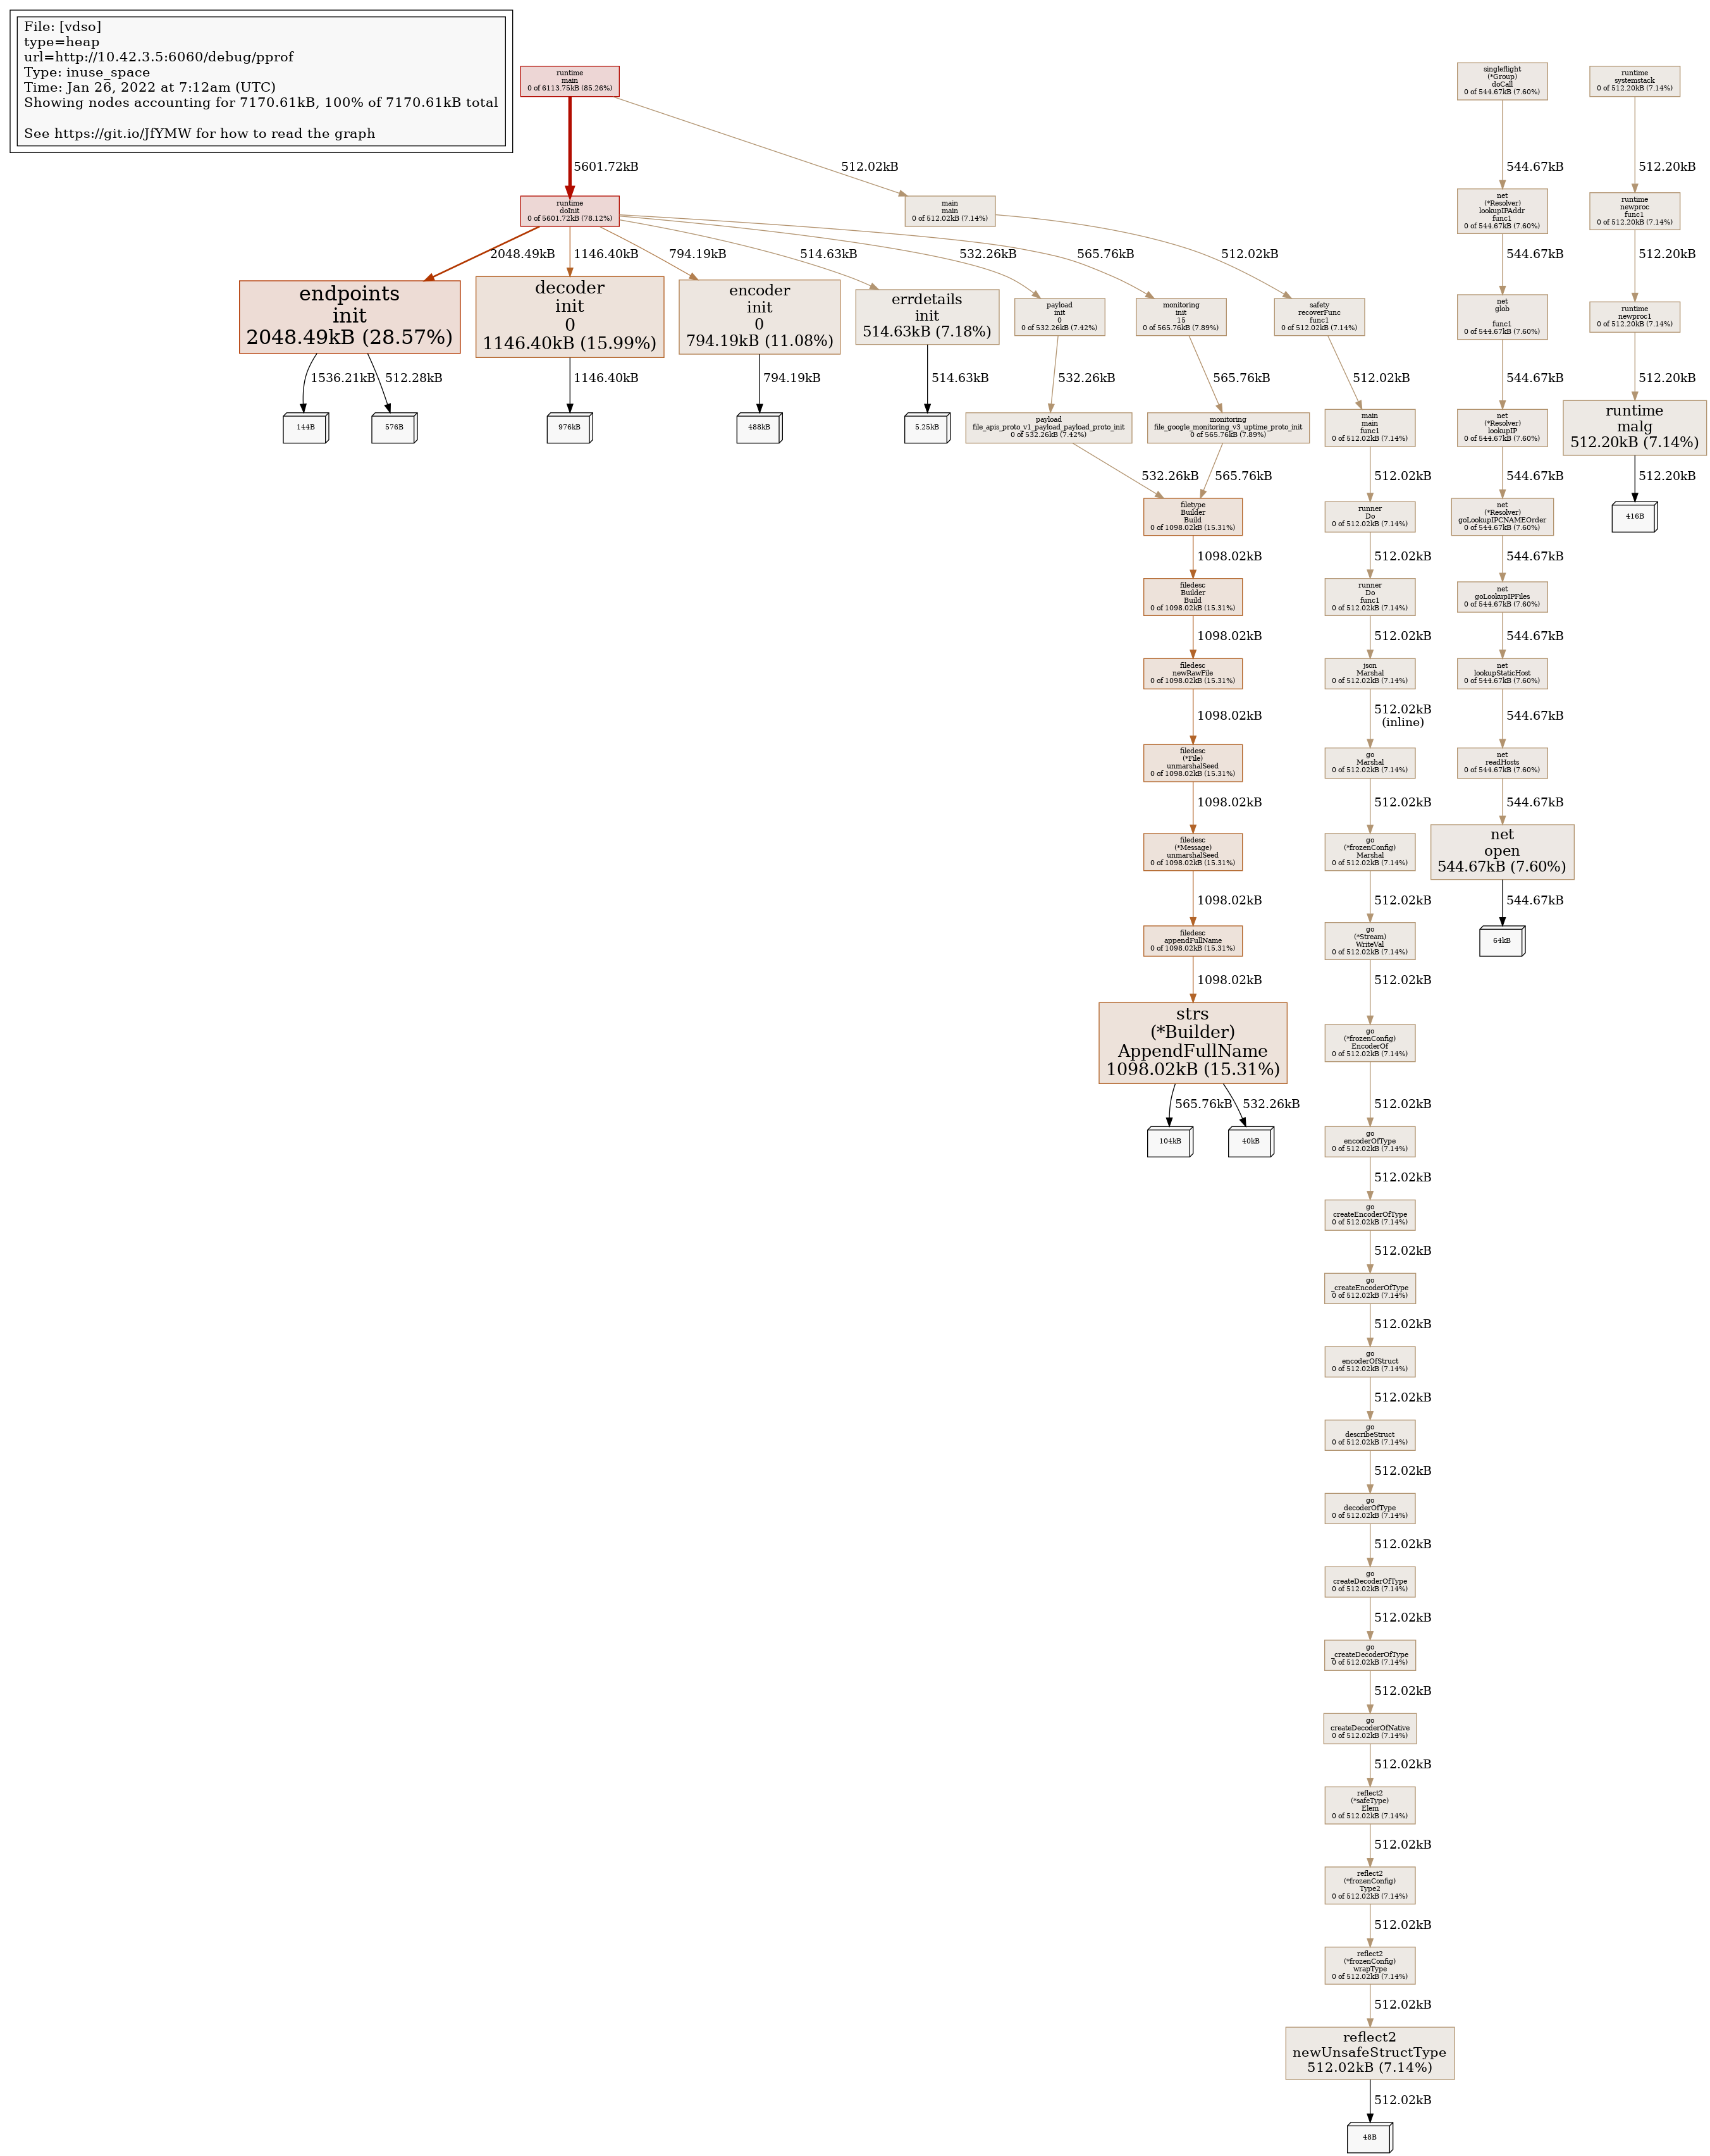 File: [vdso]
type=heap
url=http://10.42.3.5:6060/debug/pprof
Type: inuse_space
Time: Jan 26, 2022 at 7:12am (UTC)
Showing nodes accounting for 7170.61kB, 100% of 7170.61kB total
See https://git.io/JfYMW for how to read the graph
runtime
main
0 of 6113.75kB (85.26%)
singleflight
(*Group)
doCall
0 of 544.67kB (7.60%)
runtime
systemstack
0 of 512.20kB (7.14%)
5601.72kB
512.02kB
544.67kB
512.20kB
runtime
doInit
0 of 5601.72kB (78.12%)
main
main
0 of 512.02kB (7.14%)
net
(*Resolver)
lookupIPAddr
func1
0 of 544.67kB (7.60%)
runtime
newproc
func1
0 of 512.20kB (7.14%)
2048.49kB
1146.40kB
794.19kB
514.63kB
532.26kB
565.76kB
512.02kB
544.67kB
512.20kB
endpoints
init
2048.49kB (28.57%)
decoder
init
0
1146.40kB (15.99%)
encoder
init
0
794.19kB (11.08%)
errdetails
init
514.63kB (7.18%)
payload
init
0
0 of 532.26kB (7.42%)
monitoring
init
15
0 of 565.76kB (7.89%)
safety
recoverFunc
func1
0 of 512.02kB (7.14%)
net
glob
func1
0 of 544.67kB (7.60%)
runtime
newproc1
0 of 512.20kB (7.14%)
1536.21kB
512.28kB
1146.40kB
794.19kB
514.63kB
532.26kB
565.76kB
512.02kB
544.67kB
512.20kB
144B
576B
976kB
488kB
5.25kB
payload
file_apis_proto_v1_payload_payload_proto_init
0 of 532.26kB (7.42%)
monitoring
file_google_monitoring_v3_uptime_proto_init
0 of 565.76kB (7.89%)
main
main
func1
0 of 512.02kB (7.14%)
net
(*Resolver)
lookupIP
0 of 544.67kB (7.60%)
runtime
malg
512.20kB (7.14%)
532.26kB
565.76kB
512.02kB
544.67kB
512.20kB
filetype
Builder
Build
0 of 1098.02kB (15.31%)
runner
Do
0 of 512.02kB (7.14%)
net
(*Resolver)
goLookupIPCNAMEOrder
0 of 544.67kB (7.60%)
416B
1098.02kB
512.02kB
544.67kB
filedesc
Builder
Build
0 of 1098.02kB (15.31%)
runner
Do
func1
0 of 512.02kB (7.14%)
net
goLookupIPFiles
0 of 544.67kB (7.60%)
1098.02kB
512.02kB
544.67kB
filedesc
newRawFile
0 of 1098.02kB (15.31%)
json
Marshal
0 of 512.02kB (7.14%)
net
lookupStaticHost
0 of 544.67kB (7.60%)
1098.02kB
512.02kB
(inline)
544.67kB
filedesc
(*File)
unmarshalSeed
0 of 1098.02kB (15.31%)
go
Marshal
0 of 512.02kB (7.14%)
net
readHosts
0 of 544.67kB (7.60%)
1098.02kB
512.02kB
544.67kB
filedesc
(*Message)
unmarshalSeed
0 of 1098.02kB (15.31%)
go
(*frozenConfig)
Marshal
0 of 512.02kB (7.14%)
net
open
544.67kB (7.60%)
1098.02kB
512.02kB
544.67kB
filedesc
appendFullName
0 of 1098.02kB (15.31%)
go
(*Stream)
WriteVal
0 of 512.02kB (7.14%)
64kB
1098.02kB
512.02kB
strs
(*Builder)
AppendFullName
1098.02kB (15.31%)
go
(*frozenConfig)
EncoderOf
0 of 512.02kB (7.14%)
565.76kB
532.26kB
512.02kB
104kB
40kB
go
encoderOfType
0 of 512.02kB (7.14%)
512.02kB
go
createEncoderOfType
0 of 512.02kB (7.14%)
512.02kB
go
_createEncoderOfType
0 of 512.02kB (7.14%)
512.02kB
go
encoderOfStruct
0 of 512.02kB (7.14%)
512.02kB
go
describeStruct
0 of 512.02kB (7.14%)
512.02kB
go
decoderOfType
0 of 512.02kB (7.14%)
512.02kB
go
createDecoderOfType
0 of 512.02kB (7.14%)
512.02kB
go
_createDecoderOfType
0 of 512.02kB (7.14%)
512.02kB
go
createDecoderOfNative
0 of 512.02kB (7.14%)
512.02kB
reflect2
(*safeType)
Elem
0 of 512.02kB (7.14%)
512.02kB
reflect2
(*frozenConfig)
Type2
0 of 512.02kB (7.14%)
512.02kB
reflect2
(*frozenConfig)
wrapType
0 of 512.02kB (7.14%)
512.02kB
reflect2
newUnsafeStructType
512.02kB (7.14%)
512.02kB
48B